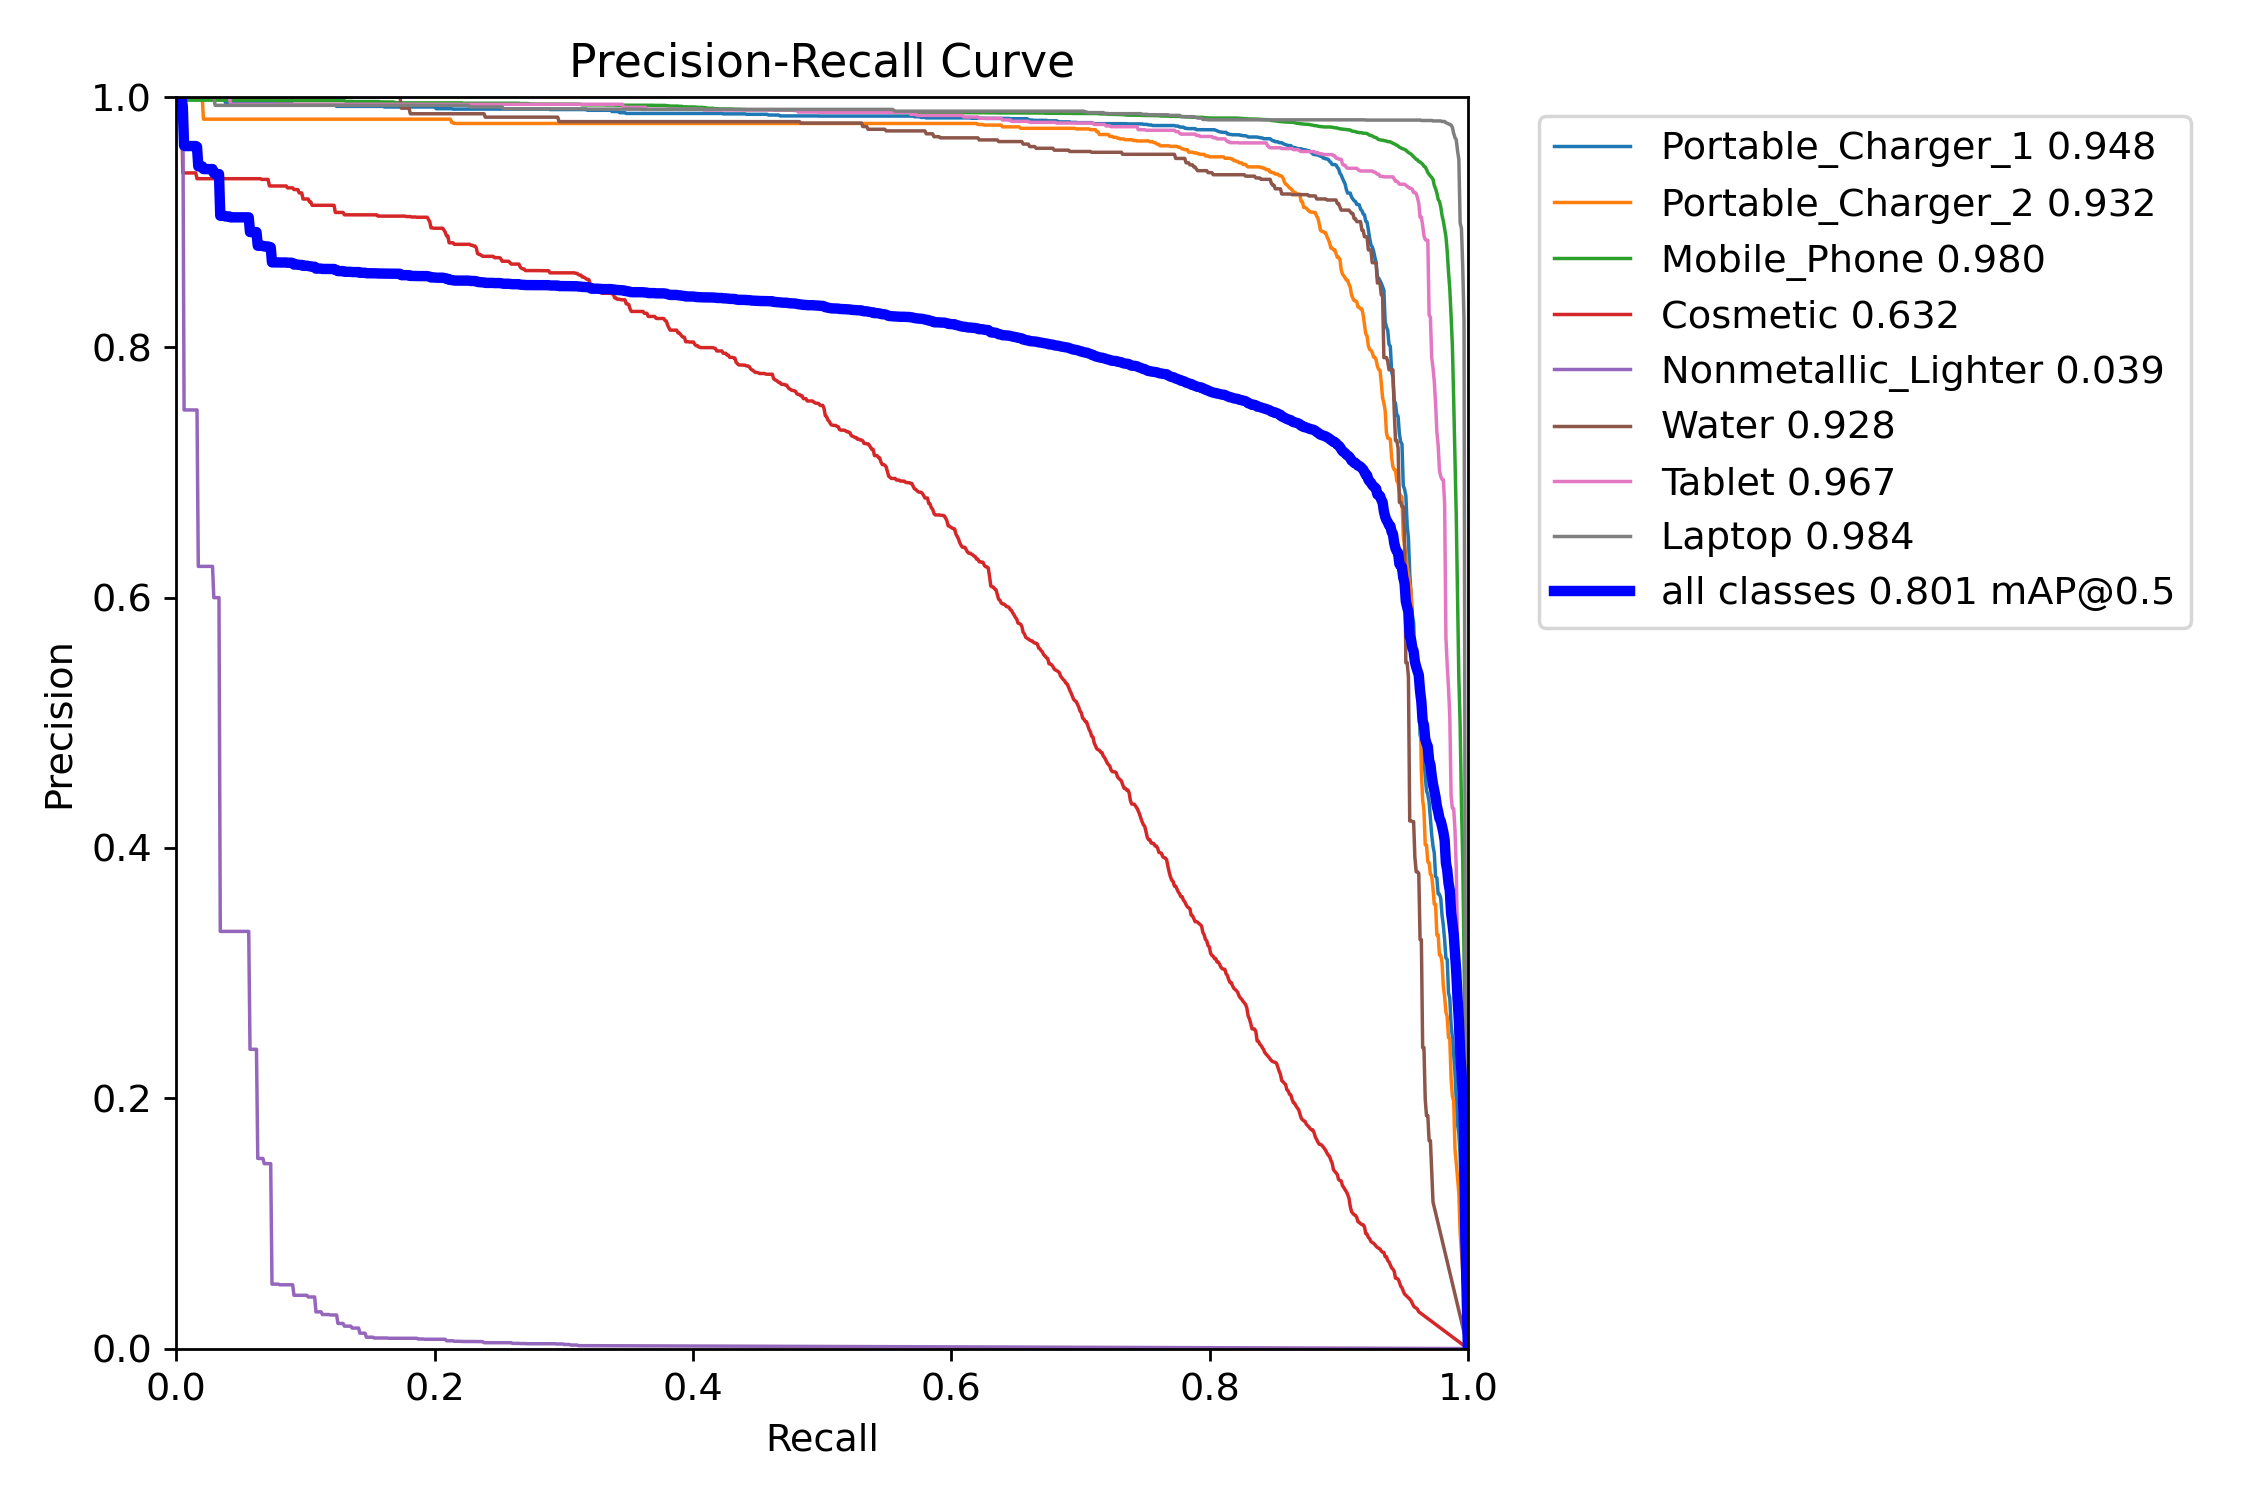 Precision-Recall Curve
1.0
0.8
0.6
0.4
0.2
0.0
Precision
0.0 0.2 0.4 0.6 0.8 1.0
Recall
Portable_Charger_1 0.948
Portable_Charger_2 0.932
Mobile_Phone 0.980
Cosmetic 0.632
Nonmetallic_Lighter 0.039
Water 0.928
Tablet 0.967
Laptop 0.984
all classes 0.801 mAP@0.5